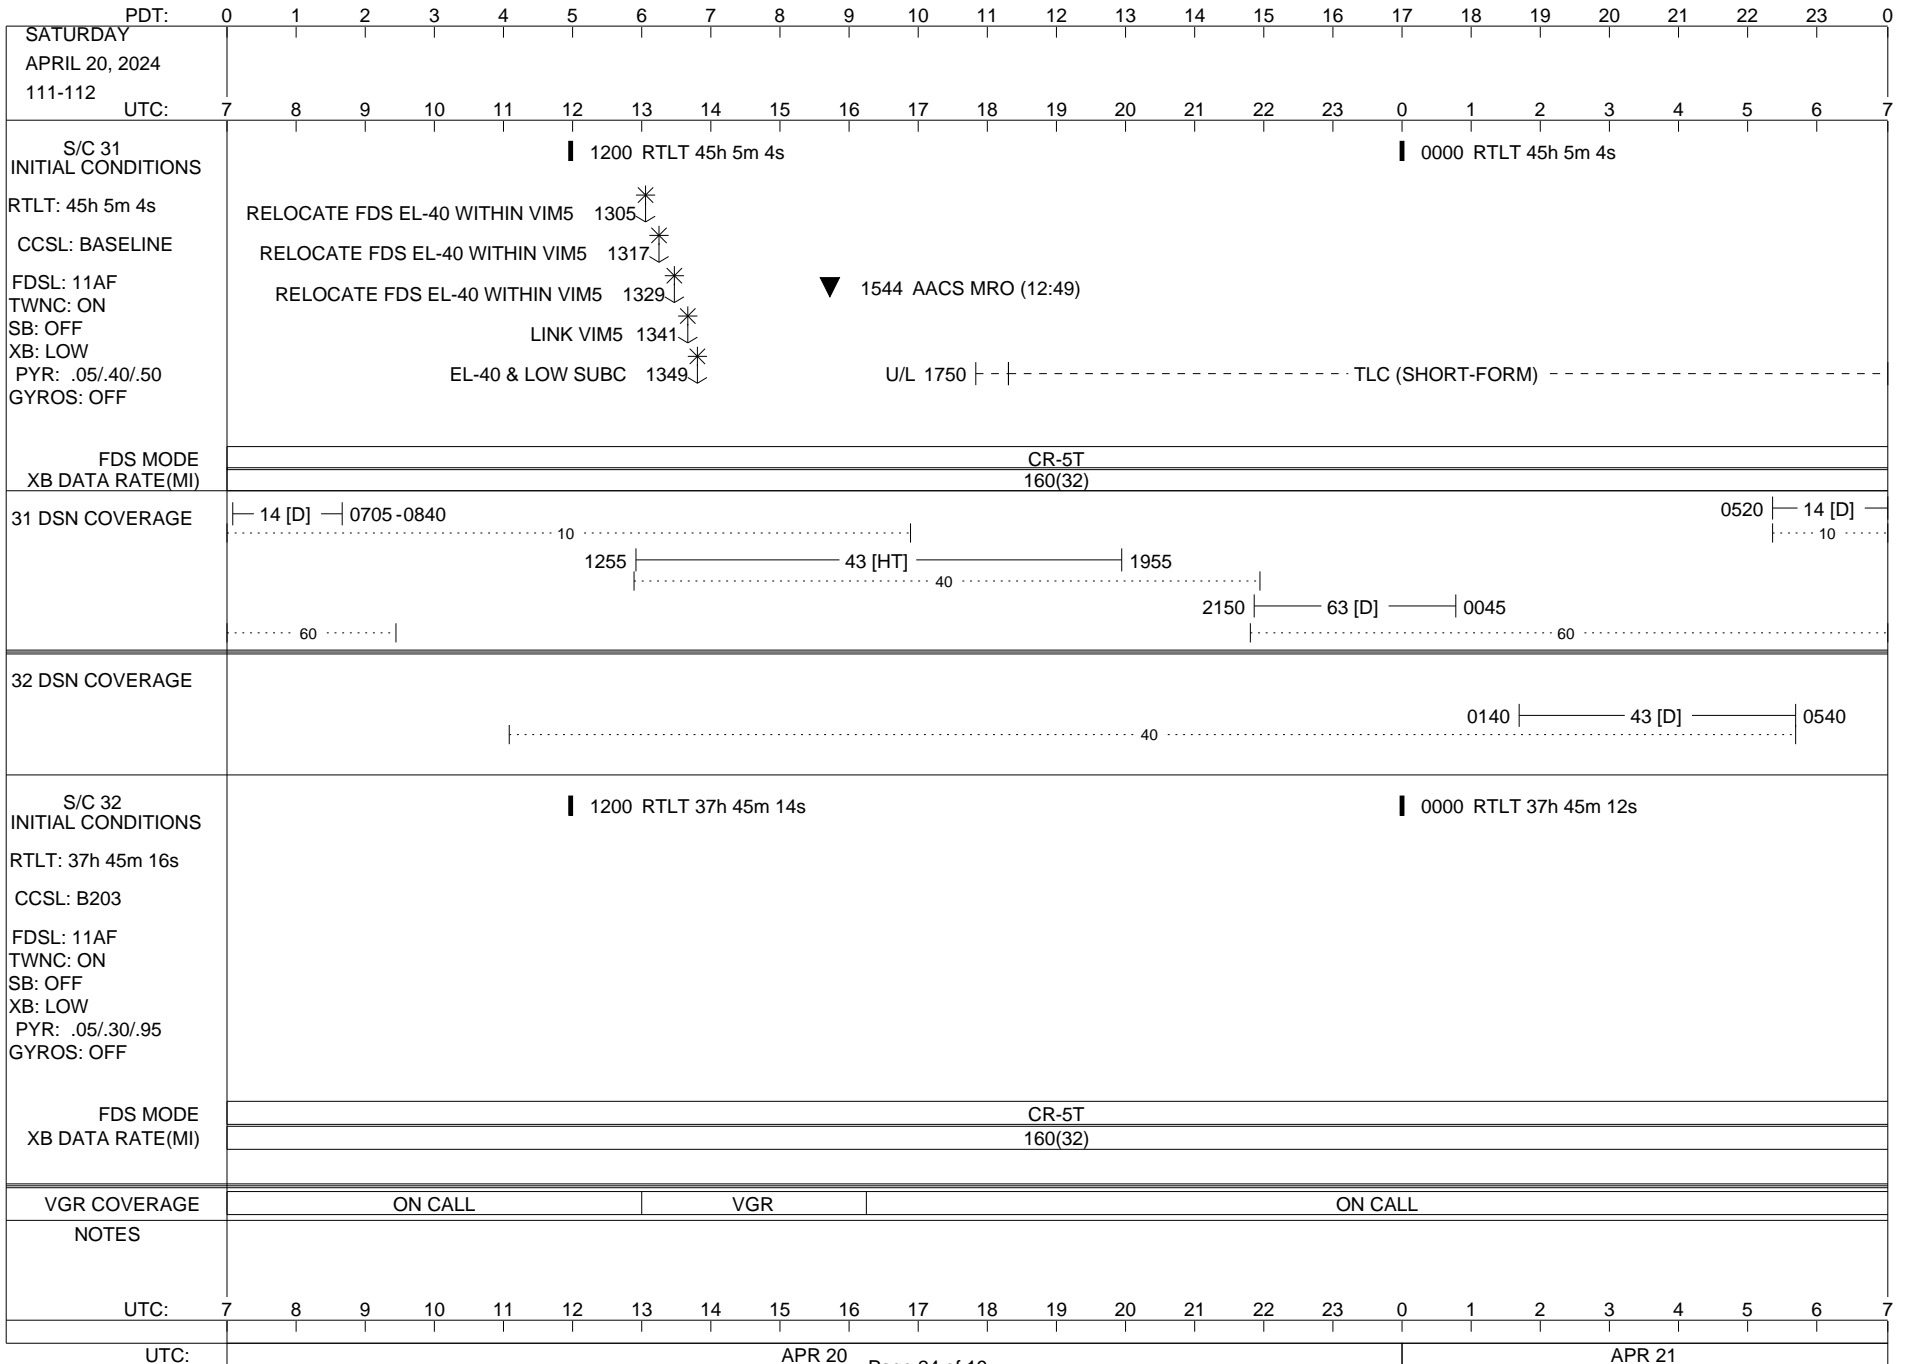 PDT: 0 1 2 3 4 5 6 7 8 9 10 11 12 13 14 15 16 17 18 19 20 21 22 23 0
SATURDAY
APRIL 20, 2024
111-112
UTC: 7 8 9 10 11 12 13 14 15 16 17 18 19 20 21 22 23 0 1 2 3 4 5 6 7
S/C 31
INITIAL CONDITIONS
1200 RTLT 45h 5m 4s
0000 RTLT 45h 5m 4s
RTLT: 45h 5m 4s
RELOCATE FDS EL-40 WITHIN VIM5 1305
CCSL: BASELINE
RELOCATE FDS EL-40 WITHIN VIM5 1317
FDSL: 11AF
RELOCATE FDS EL-40 WITHIN VIM5 1329
1544 AACS MRO (12:49)
TWNC: ON
SB: OFF
LINK VIM5 1341
XB: LOW
PYR: .05/.40/.50
EL-40 & LOW SUBC 1349
U/L 1750 TLC (SHORT-FORM)
GYROS: OFF
FDS MODE CR-5T
XB DATA RATE(MI) 160(32)
31 DSN COVERAGE
14 [D] 0705-0840
0520 14 [D]
10
10
1255 43 [HT] 1955
40
2150 63 [D] 0045
60
60
32 DSN COVERAGE
0140 43 [D] 0540
40
S/C 32
INITIAL CONDITIONS
1200 RTLT 37h 45m 14s
0000 RTLT 37h 45m 12s
RTLT: 37h 45m 16s
CCSL: B203
FDSL: 11AF
TWNC: ON
SB: OFF
XB: LOW
PYR: .05/.30/.95
GYROS: OFF
FDS MODE CR-5T
XB DATA RATE(MI) 160(32)
VGR COVERAGE ON CALL VGR ON CALL
NOTES
UTC: 7 8 9 10 11 12 13 14 15 16 17 18 19 20 21 22 23 0 1 2 3 4 5 6 7
UTC: APR 20 APR 21